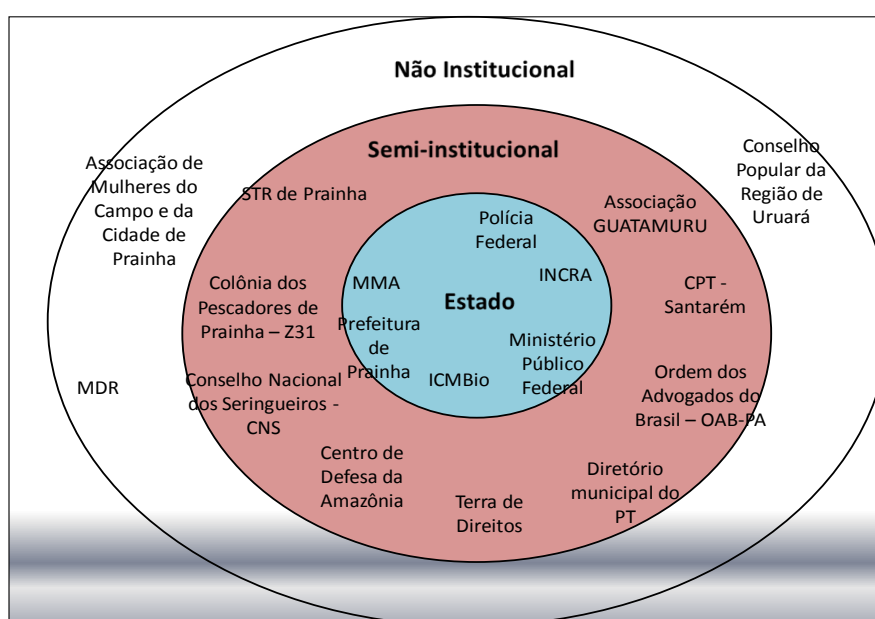 Não Institucional
Semi-institucional
Associação de
Mulheres do
Campo e da
Cidade de
Prainha
STR de Prainha
Conselho
Popular da
Região de
Uruará
Associação
GUATAMURU
Polícia
Federal
MMA
INCRA
Estado
Colônia dos
Pescadores de
Prainha – Z31
CPT -
Santarém
Prefeitura
de
Prainha
Ministério
Público
Federal
ICMBio
MDR
Conselho Nacional
dos Seringueiros -
CNS
Ordem dos
Advogados do
Brasil – OAB-PA
Centro de
Defesa da
Amazônia
Terra de
Direitos
Diretório
municipal do
PT